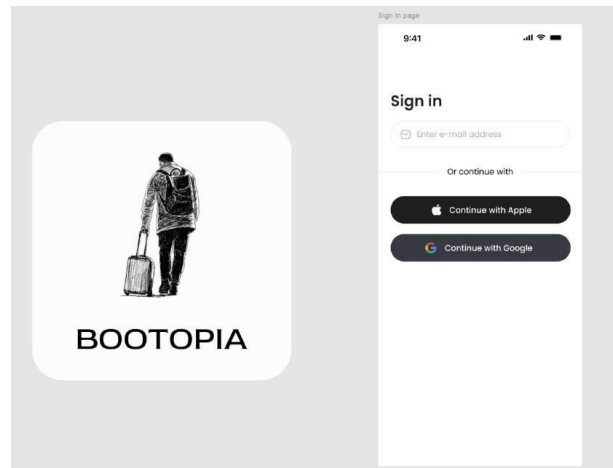 Sign in page
9:41
Sign in
Enter e-mail address
Or continue with
Continue with Apple
Continue with Google
BOOTOPIA